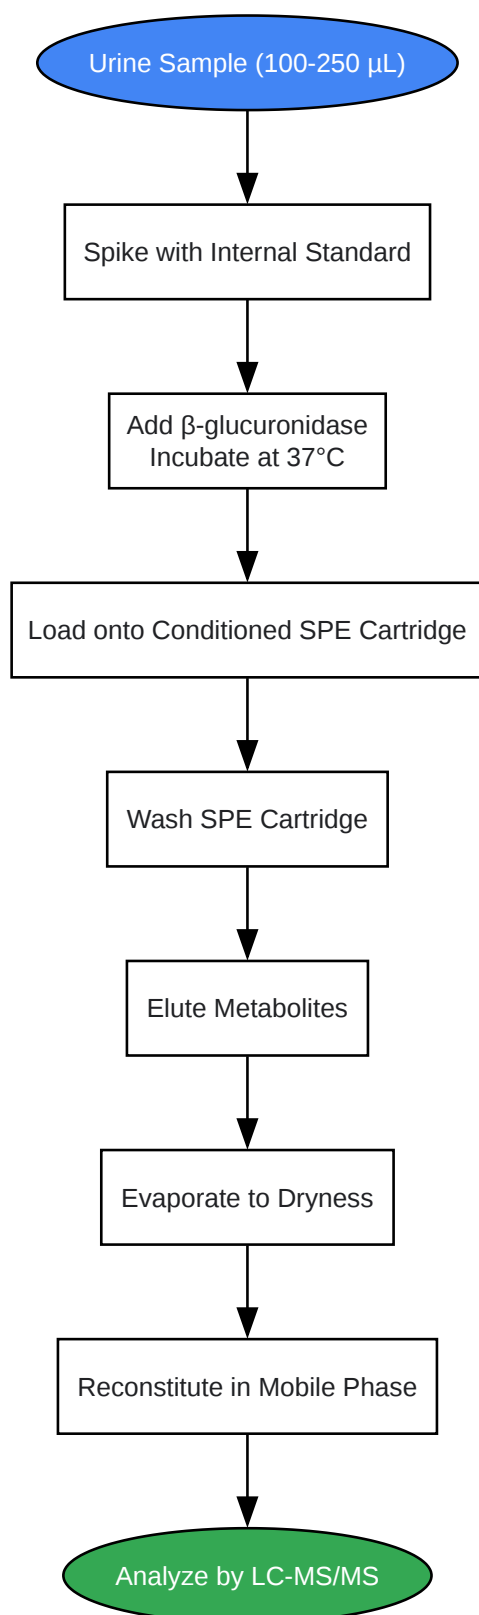 Urine Sample (100-250 µL)
Spike with Internal Standard
Add β-glucuronidase
Incubate at 37°C
Load onto Conditioned SPE Cartridge
Wash SPE Cartridge
Elute Metabolites
Evaporate to Dryness
Reconstitute in Mobile Phase
Analyze by LC-MS/MS